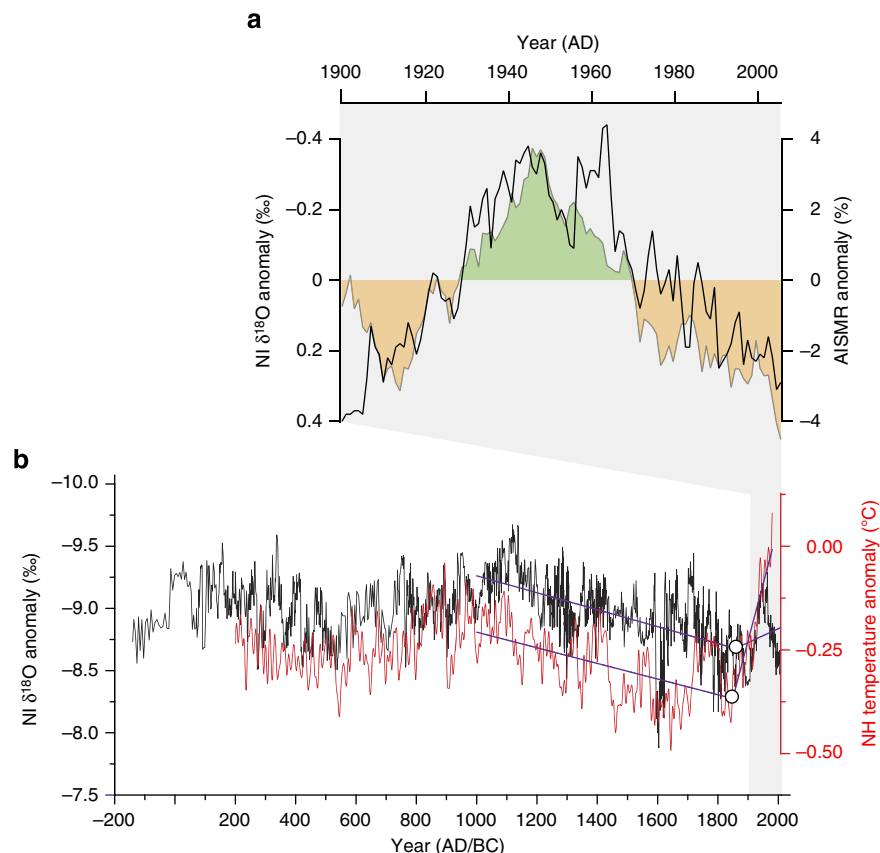 a
Year (AD)
1900 1920 1940 1960 1980 2000
−0.4
−0.2
0
0.2
0.4
NI δ18O anomaly (‰)
4
2
0
−2
−4
AISMR anomaly (%)
b
−10.0
−9.5
−9.0
−8.5
−8.0
−7.5
NI δ18O anomaly (‰)
0.00
−0.25
−0.50
NH temperature anomaly (°C)
−200 200 400 600 800 1000 1200 1400 1600 1800 2000
Year (AD/BC)